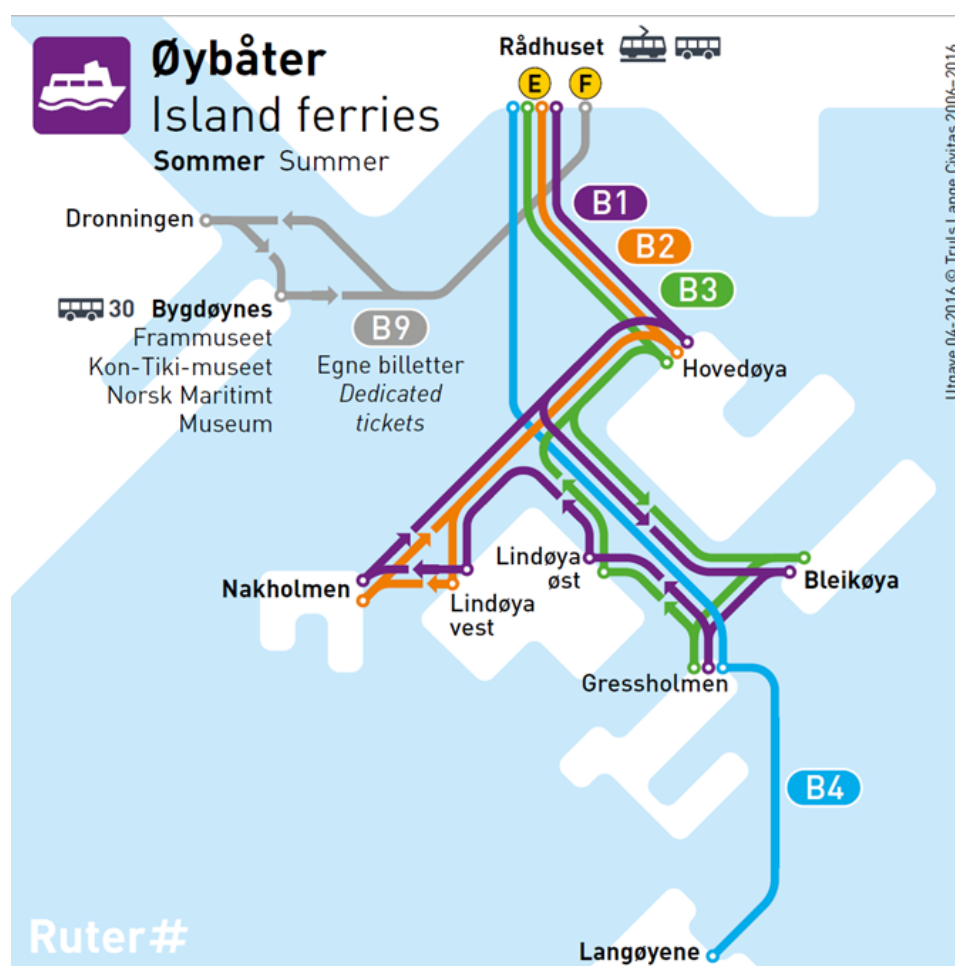 Øybåter
Island ferries
Sommer Summer
Rådhuset
E
F
B1
B2
B3
Dronningen
30 Bygdøynes
Frammuseet
Kon-Tiki-museet
Norsk Maritimt
Museum
B9
Egne billetter
Dedicated
tickets
Hovedøya
Nakholmen
Lindøya
vest
Lindøya
øst
Bleikøya
Gressholmen
B4
Langøyene
Ruter#
Utgave 04-2016 © Truls Lange Civitas 2006–2016